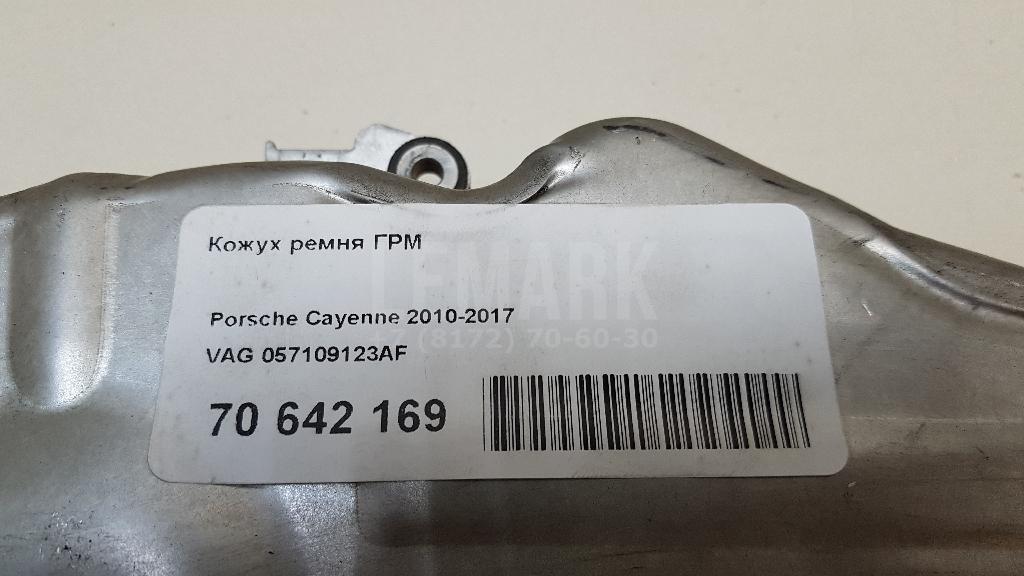 Кожух ремня ГРМ
LEMARK
Porsche Cayenne 2010-2017
(8172) 70-60-30
VAG 057109123AF
70 642 169